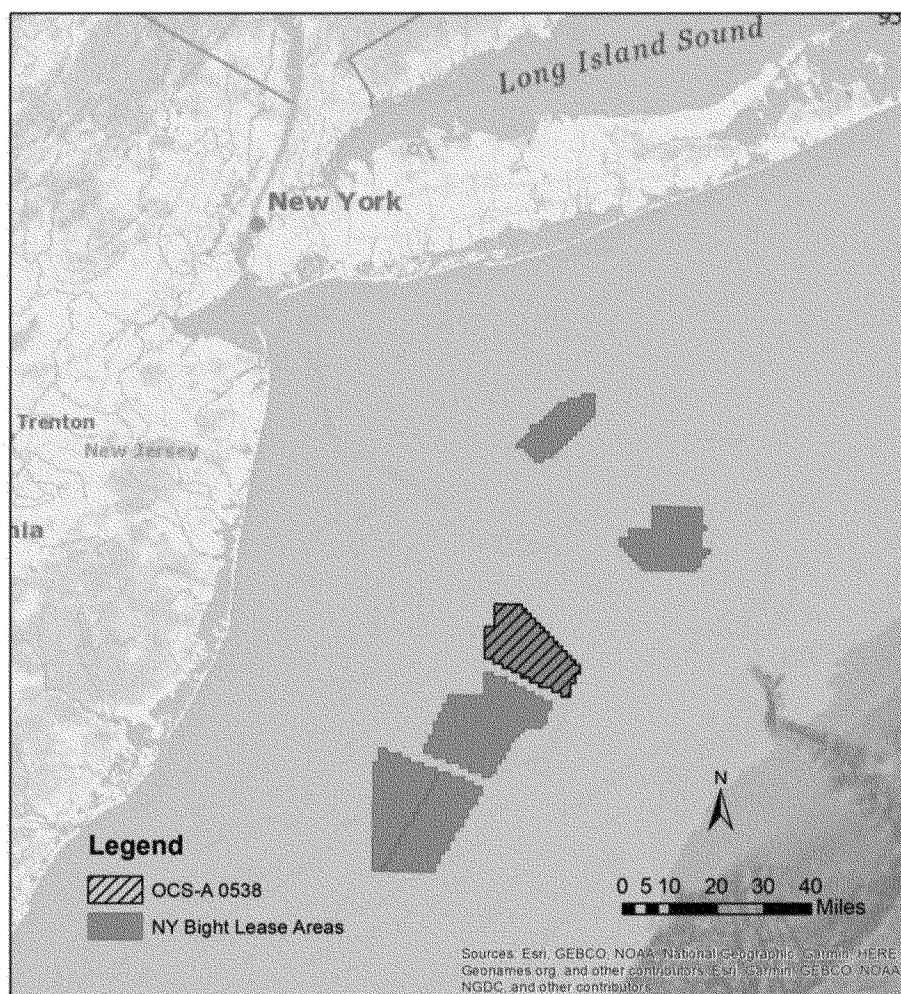 95
Long Island Sound
New York
Trenton
New Jersey
nia
N
Legend
OCS-A 0538
NY Bight Lease Areas
0 5 10 20 30 40
Miles
Sources: Esri, GEBCO, NOAA, National Geographic, Garmin, HERE,
Geonames.org, and other contributors, Esri, Garmin, GEBCO, NOAA
NGDC, and other contributors